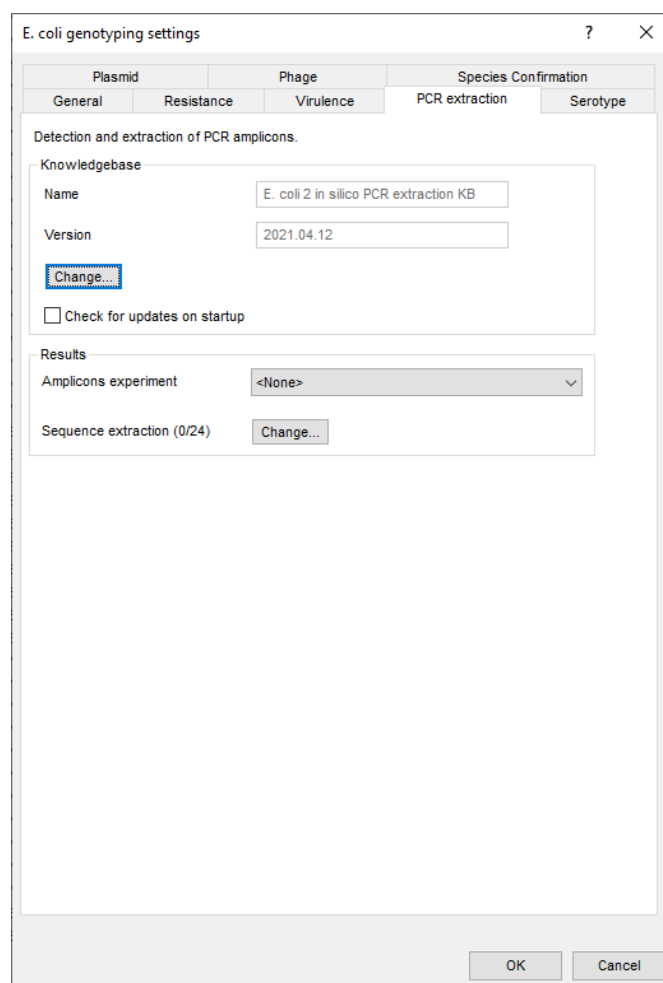 E. coli genotyping settings ?
Plasmid Phage Species Confirmation
General Resistance Virulence PCR extraction Serotype
Detection and extraction of PCR amplicons.
Knowledgebase
Name E. coli 2 in silico PCR extraction KB
Version 2021.04.12
Change...
Check for updates on startup
Results
Amplicons experiment <None>
Sequence extraction (0/24) Change...
OK Cancel